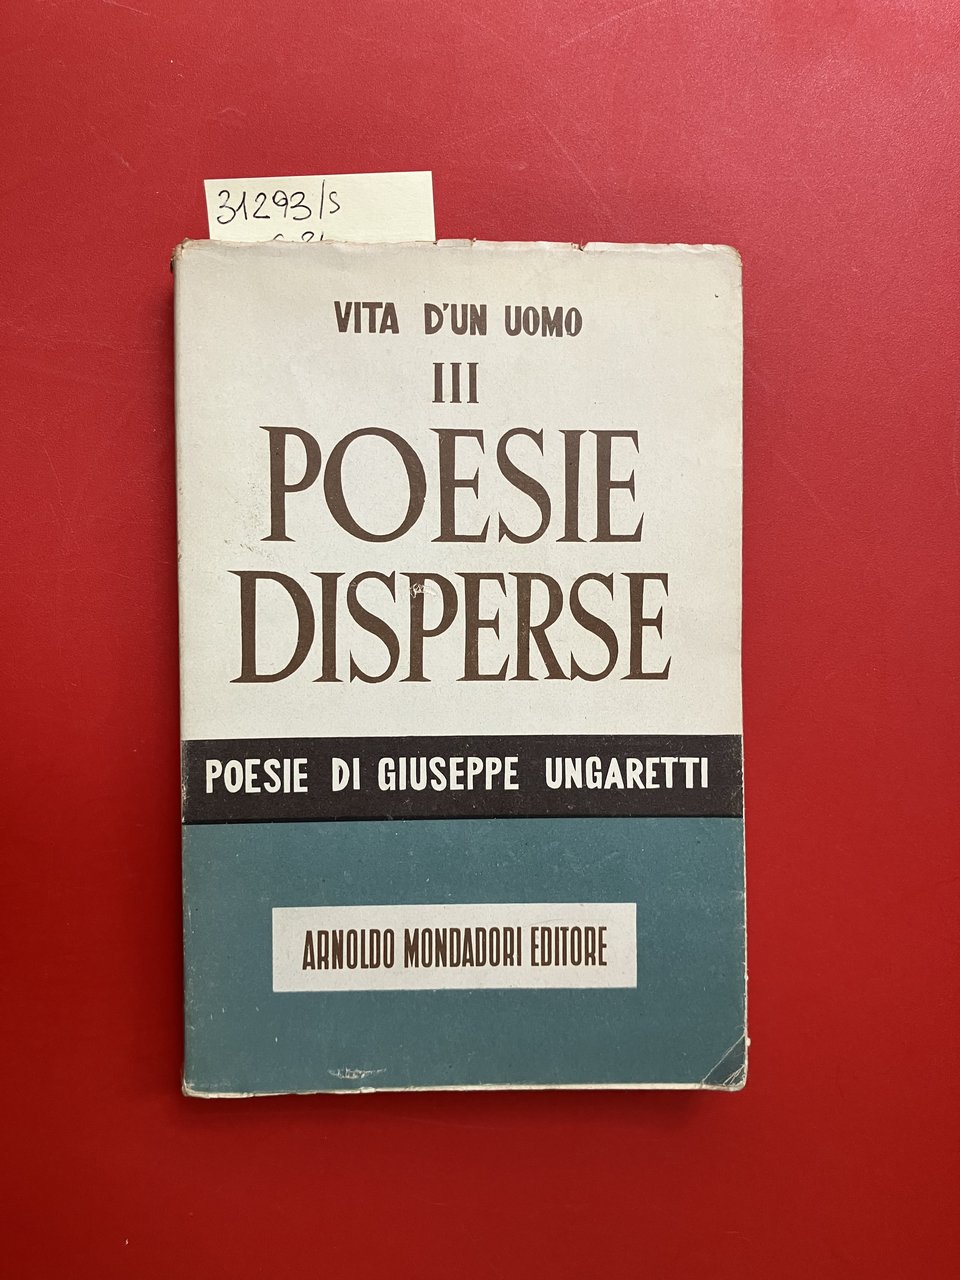 31293/s
VITA D'UN UOMO
III
POESIE
DISPERSE
POESIE DI GIUSEPPE UNGARETTI
ARNOLDO MONDADORI EDITORE